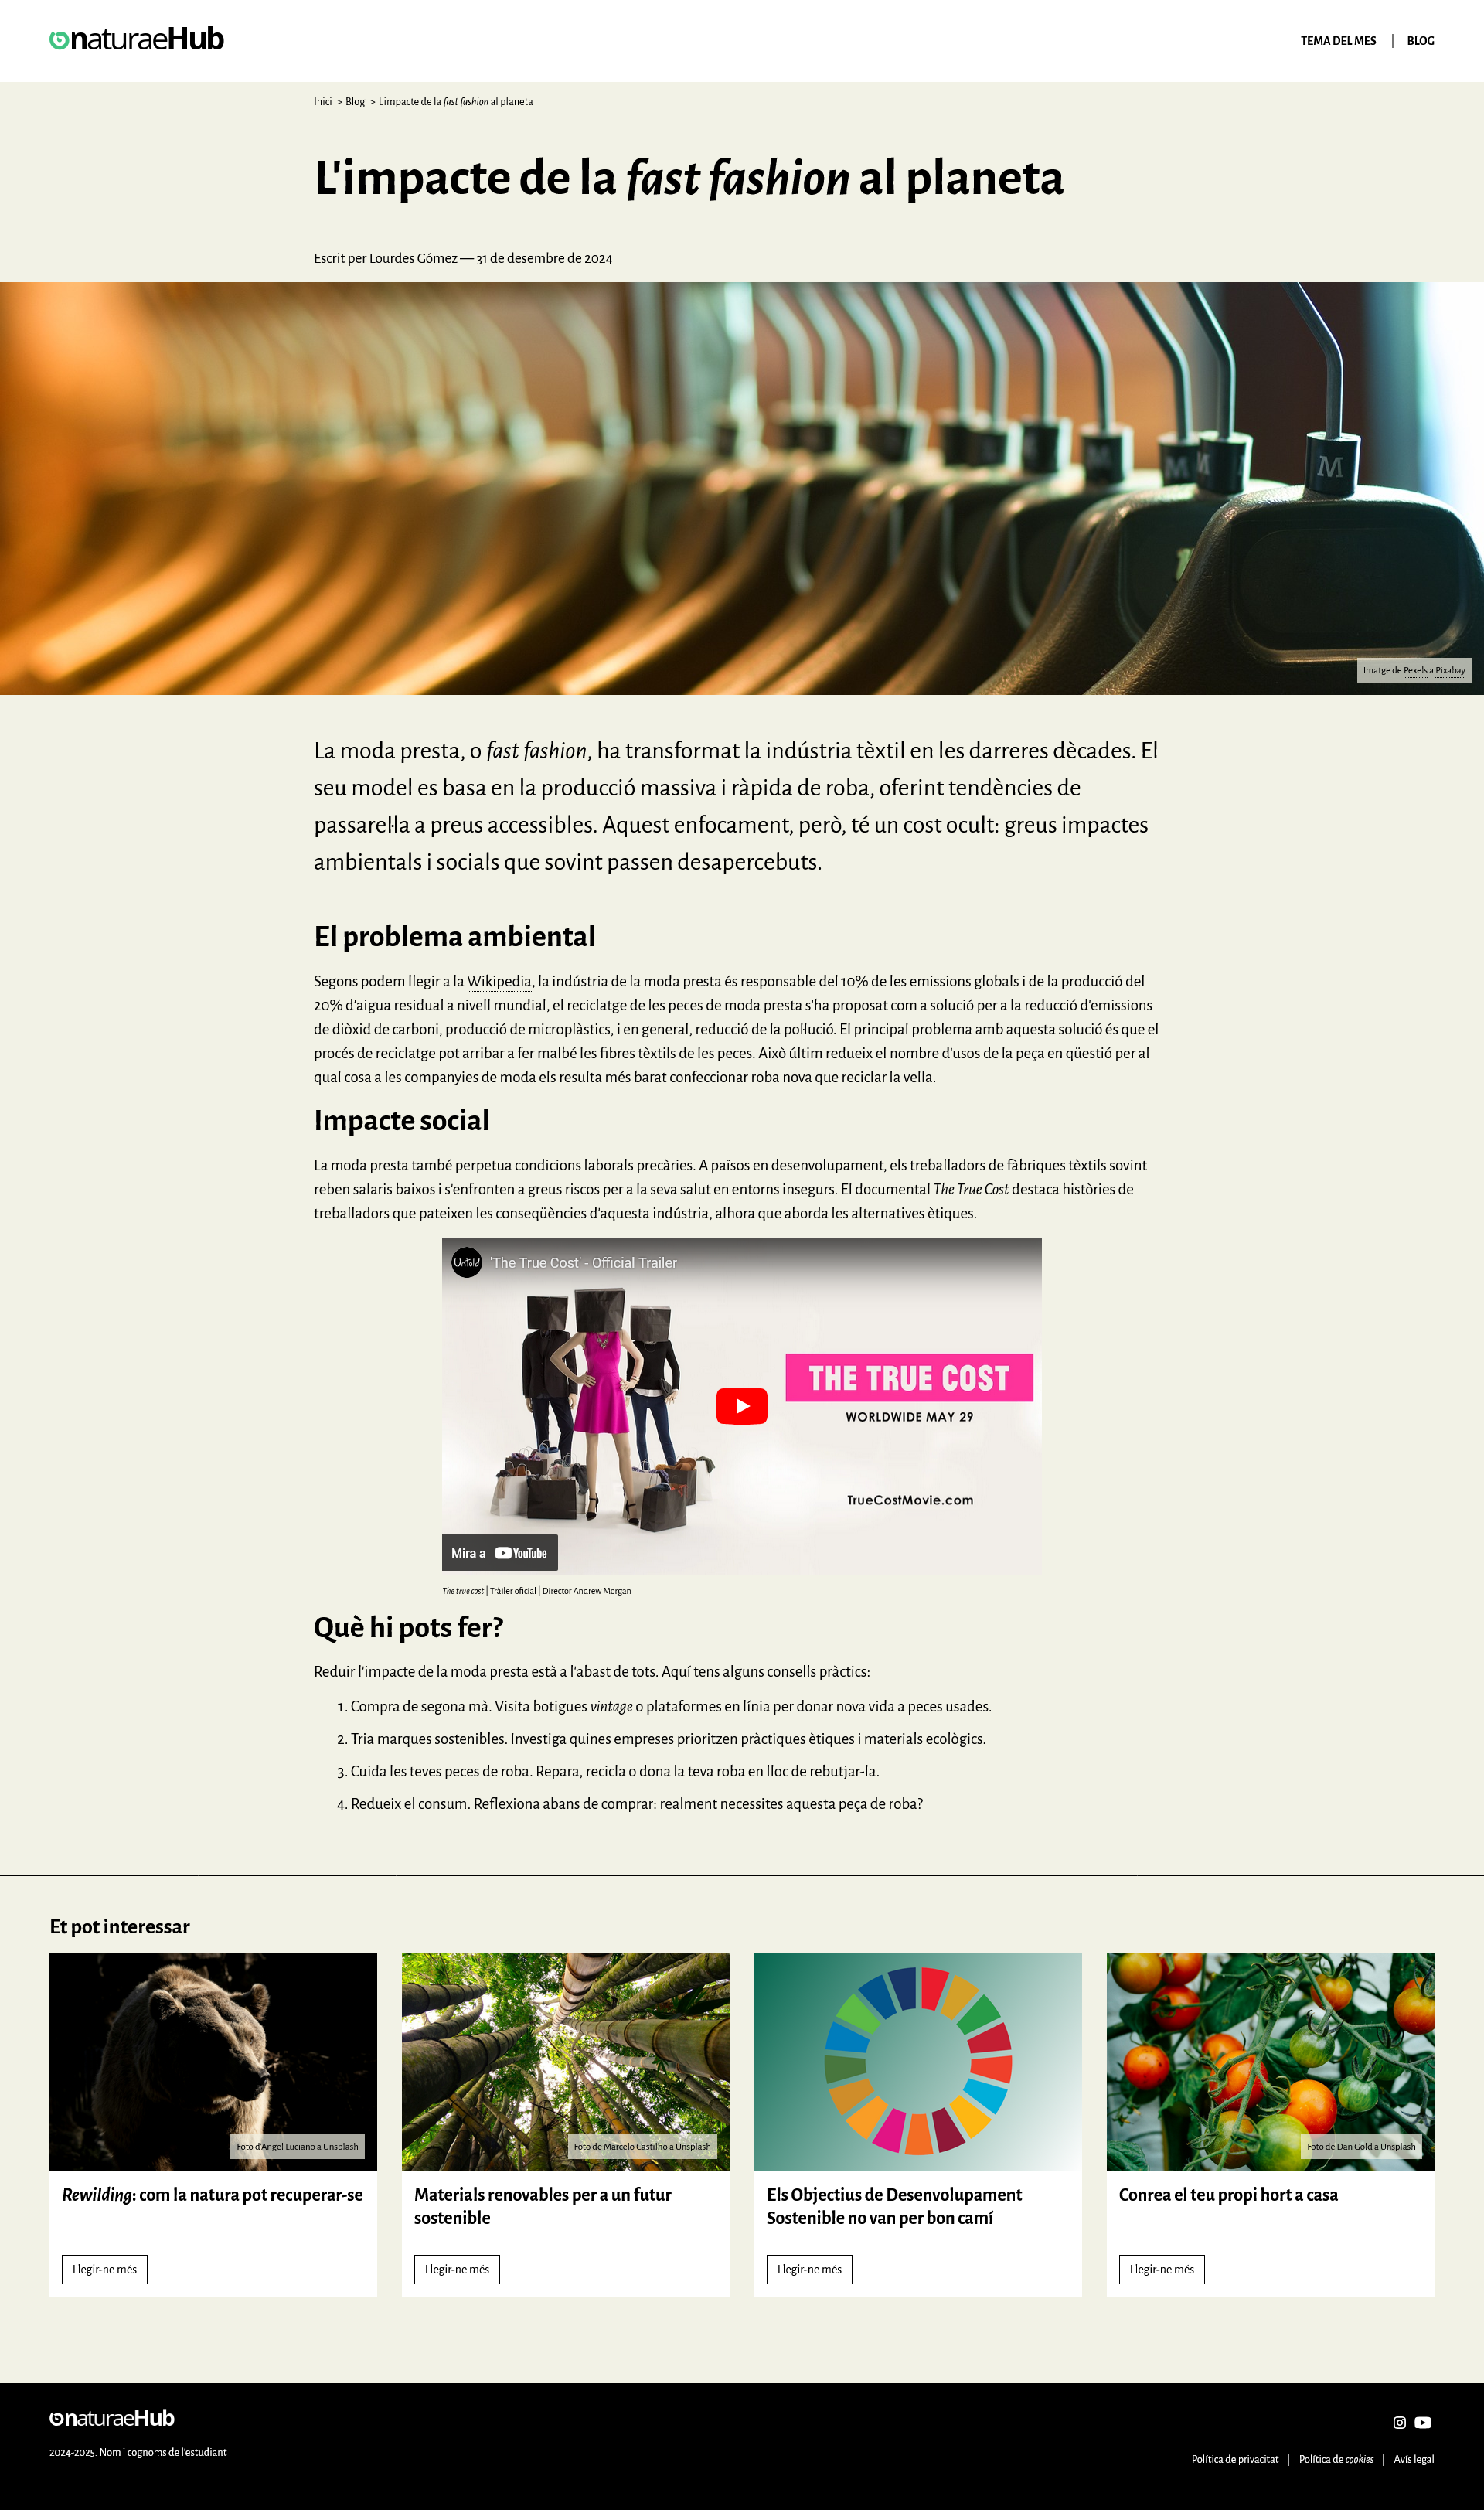 naturaeHub
TEMA DEL MES | BLOG
Inici > Blog > L'impacte de la fast fashion al planeta
L'impacte de la fast fashion al planeta
Escrit per Lourdes Gómez — 31 de desembre de 2024
M M M M
Imatge de Pexels a Pixabay
La moda presta, o fast fashion, ha transformat la indústria tèxtil en les darreres dècades. El
seu model es basa en la producció massiva i ràpida de roba, oferint tendències de
passarel·la a preus accessibles. Aquest enfocament, però, té un cost ocult: greus impactes
ambientals i socials que sovint passen desapercebuts.
El problema ambiental
Segons podem llegir a la Wikipedia, la indústria de la moda presta és responsable del 10% de les emissions globals i de la producció del
20% d'aigua residual a nivell mundial, el reciclatge de les peces de moda presta s'ha proposat com a solució per a la reducció d'emissions
de diòxid de carboni, producció de microplàstics, i en general, reducció de la pol·lució. El principal problema amb aquesta solució és que el
procés de reciclatge pot arribar a fer malbé les fibres tèxtils de les peces. Això últim redueix el nombre d'usos de la peça en qüestió per al
qual cosa a les companyies de moda els resulta més barat confeccionar roba nova que reciclar la vella.
Impacte social
La moda presta també perpetua condicions laborals precàries. A països en desenvolupament, els treballadors de fàbriques tèxtils sovint
reben salaris baixos i s'enfronten a greus riscos per a la seva salut en entorns insegurs. El documental The True Cost destaca històries de
treballadors que pateixen les conseqüències d'aquesta indústria, alhora que aborda les alternatives ètiques.
Untold 'The True Cost' - Official Trailer
THE TRUE COST
WORLDWIDE MAY 29
TrueCostMovie.com
Mira a YouTube
The true cost | Tràiler oficial | Director Andrew Morgan
Què hi pots fer?
Reduir l'impacte de la moda presta està a l'abast de tots. Aquí tens alguns consells pràctics:
1. Compra de segona mà. Visita botigues vintage o plataformes en línia per donar nova vida a peces usades.
2. Tria marques sostenibles. Investiga quines empreses prioritzen pràctiques ètiques i materials ecològics.
3. Cuida les teves peces de roba. Repara, recicla o dona la teva roba en lloc de rebutjar-la.
4. Redueix el consum. Reflexiona abans de comprar: realment necessites aquesta peça de roba?
Et pot interessar
Foto d'Angel Luciano a Unsplash
Rewilding: com la natura pot recuperar-se
Llegir-ne més
Foto de Marcelo Castilho a Unsplash
Materials renovables per a un futur
sostenible
Llegir-ne més
Els Objectius de Desenvolupament
Sostenible no van per bon camí
Llegir-ne més
Foto de Dan Gold a Unsplash
Conrea el teu propi hort a casa
Llegir-ne més
naturaeHub
2024-2025. Nom i cognoms de l'estudiant
Política de privacitat | Política de cookies | Avís legal